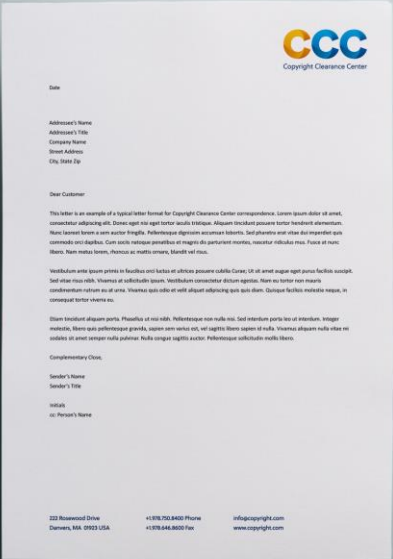 CCC
Copyright Clearance Center
Date
Addressee's Name
Addressee's Title
Company Name
Street Address
City, State Zip
Dear Customer
This letter is an example of a typical letter format for Copyright Clearance Center correspondence. Lorem ipsum dolor sit amet,
consectetur adipiscing elit. Donec eget nisi eget tortor iaculis tristique. Aliquam tincidunt posuere tortor hendrerit elementum.
Nunc laoreet lorem a sem auctor fringilla. Pellentesque dignissim accumsan lobortis. Sed pharetra erat vitae dui imperdiet quis
commodo orci dapibus. Cum sociis natoque penatibus et magnis dis parturient montes, nascetur ridiculus mus. Fusce at nunc
libero. Nam metus lorem, rhoncus ac mattis ornare, blandit vel risus.
Vestibulum ante ipsum primis in faucibus orci luctus et ultrices posuere cubilia Curae; Ut sit amet augue eget purus facilisis suscipit.
Sed vitae risus nibh. Vivamus at sollicitudin ipsum. Vestibulum consectetur dictum egestas. Nam eu tortor non mauris
condimentum rutrum eu at urna. Vivamus quis odio et velit aliquet adipiscing quis quis diam. Quisque facilisis molestie neque, in
consequat tortor viverra eu.
Etiam tincidunt aliquam porta. Phasellus ut nisi nibh. Pellentesque non nulla nisi. Sed interdum porta leo ut interdum. Integer
molestie, libero quis pellentesque gravida, sapien sem varius est, vel sagittis libero sapien id nulla. Vivamus aliquam nulla vitae mi
sodales sit amet semper nulla pulvinar. Nulla congue sagittis auctor. Pellentesque sollicitudin mollis libero.
Complementary Close,
Sender's Name
Sender's Title
Initials
cc: Person's Name
222 Rosewood Drive +1.978.750.8400 Phone info@copyright.com
Danvers, MA 01923 USA +1.978.646.8600 Fax www.copyright.com